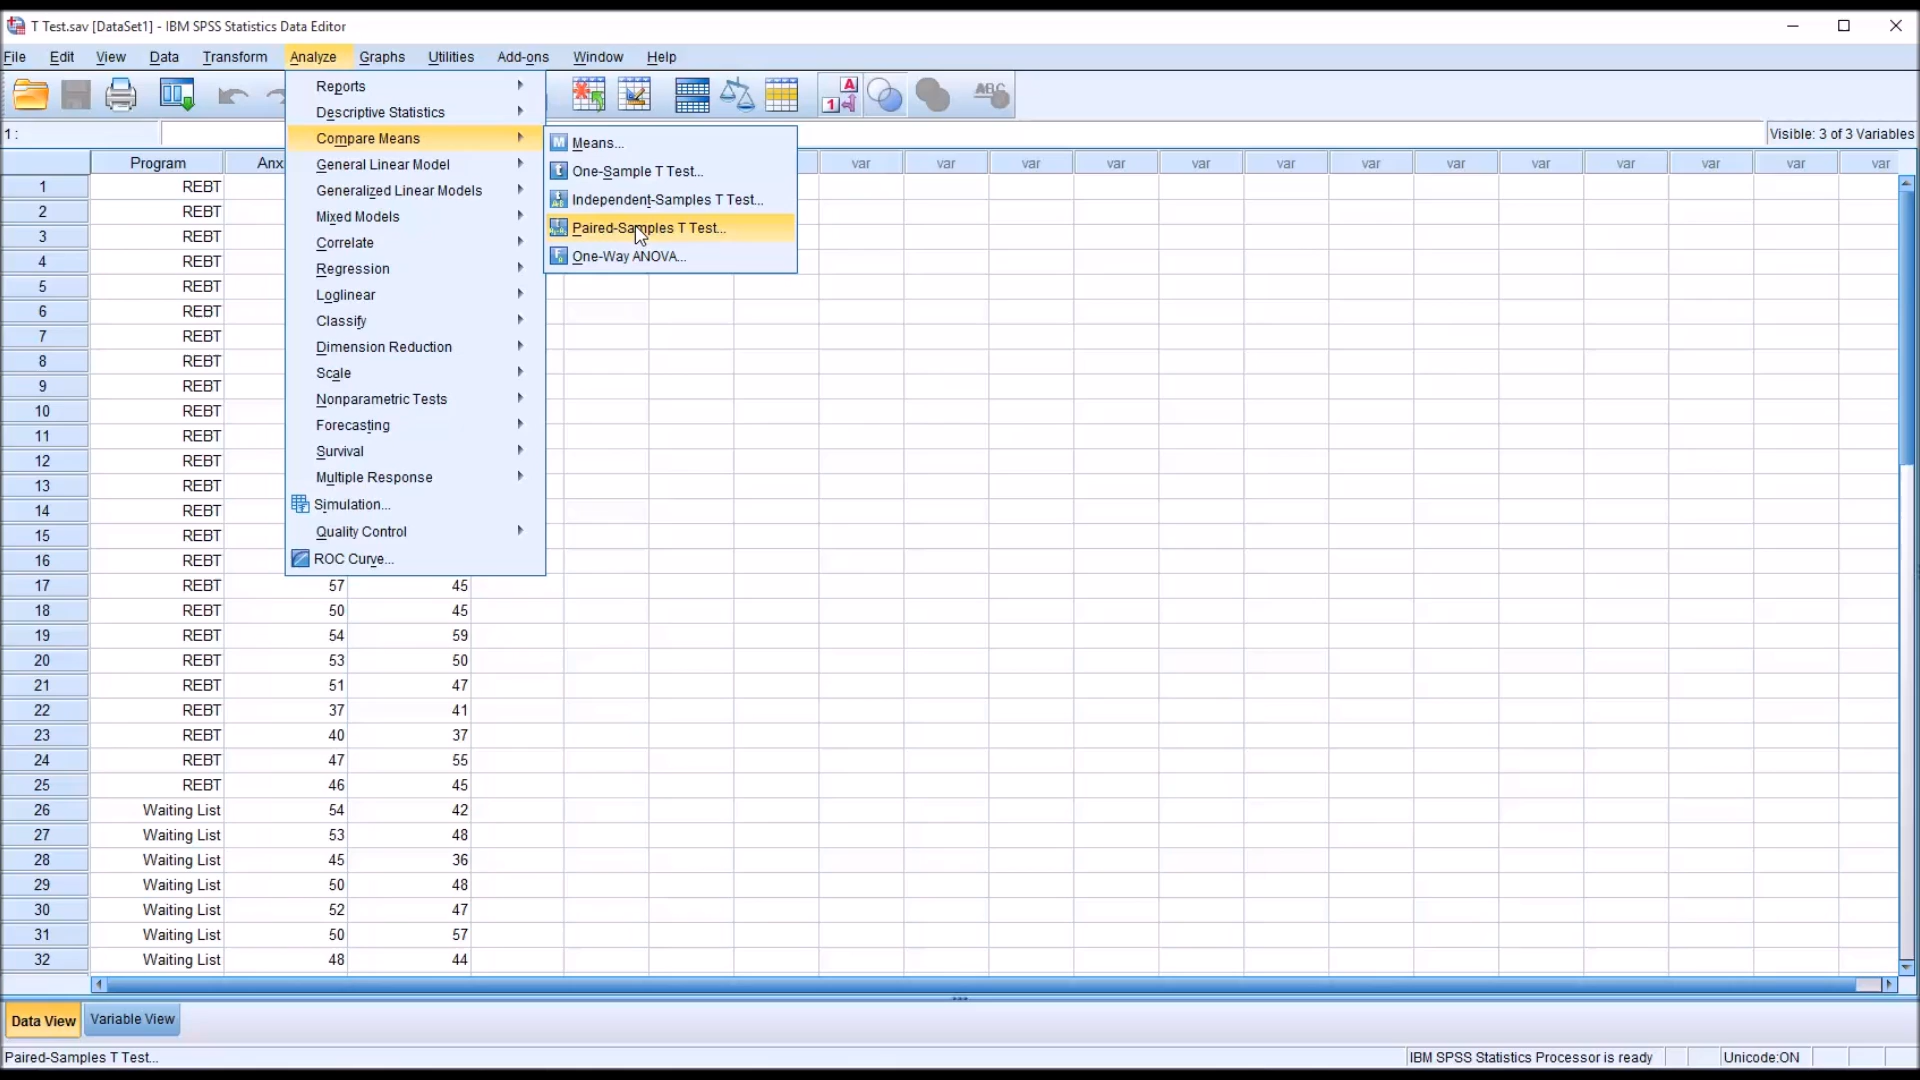 T Test.sav [DataSet1] - IBM SPSS Statistics Data Editor
File Edit View Data Transform Analyze Graphs Utilities Add-ons Window Help
A
1
ABC
1 :
Visible: 3 of 3 Variables
Reports
Descriptive Statistics
Compare Means
General Linear Model
Generalized Linear Models
Mixed Models
Correlate
Regression
Loglinear
Classify
Dimension Reduction
Scale
Nonparametric Tests
Forecasting
Survival
Multiple Response
Simulation...
Quality Control
ROC Curve...
Means...
One-Sample T Test...
Independent-Samples T Test...
Paired-Samples T Test...
One-Way ANOVA...
Program Anx var var var var var var var var var var var var var
1 REBT
2 REBT
3 REBT
4 REBT
5 REBT
6 REBT
7 REBT
8 REBT
9 REBT
10 REBT
11 REBT
12 REBT
13 REBT
14 REBT
15 REBT
16 REBT
17 REBT 57 45
18 REBT 50 45
19 REBT 54 59
20 REBT 53 50
21 REBT 51 47
22 REBT 37 41
23 REBT 40 37
24 REBT 47 55
25 REBT 46 45
26 Waiting List 54 42
27 Waiting List 53 48
28 Waiting List 45 36
29 Waiting List 50 48
30 Waiting List 52 47
31 Waiting List 50 57
32 Waiting List 48 44
Data View Variable View
Paired-Samples T Test...
IBM SPSS Statistics Processor is ready
Unicode:ON